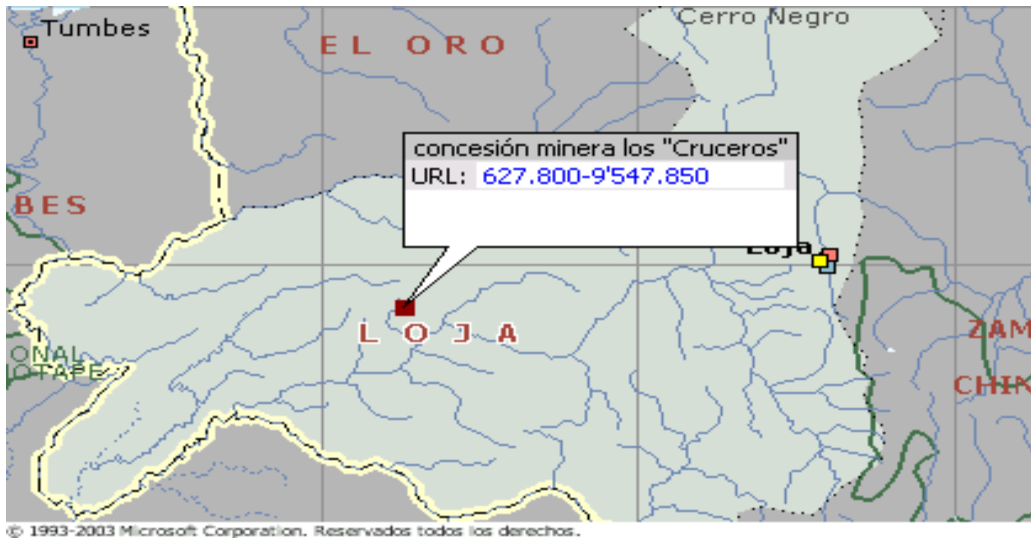 Cerro Negro
Tumbes
EL ORO
concesión minera los "Cruceros"
URL: 627.800-9'547.850
BES
Loja
LOJA
ZAM
ONAL
CHIN
© 1993-2003 Microsoft Corporation. Reservados todos los derechos.